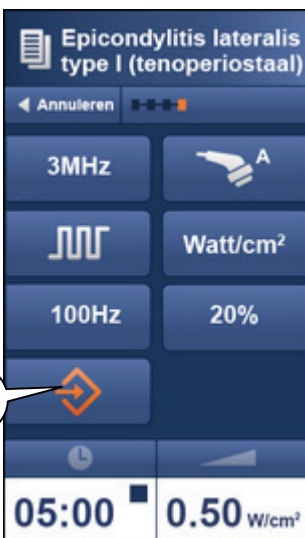 Epicondylitis lateralis
type I (tenoperiostaal)
Annuleren
3MHz
A
Watt/cm²
100Hz
20%
05:00
0.50 W/cm²